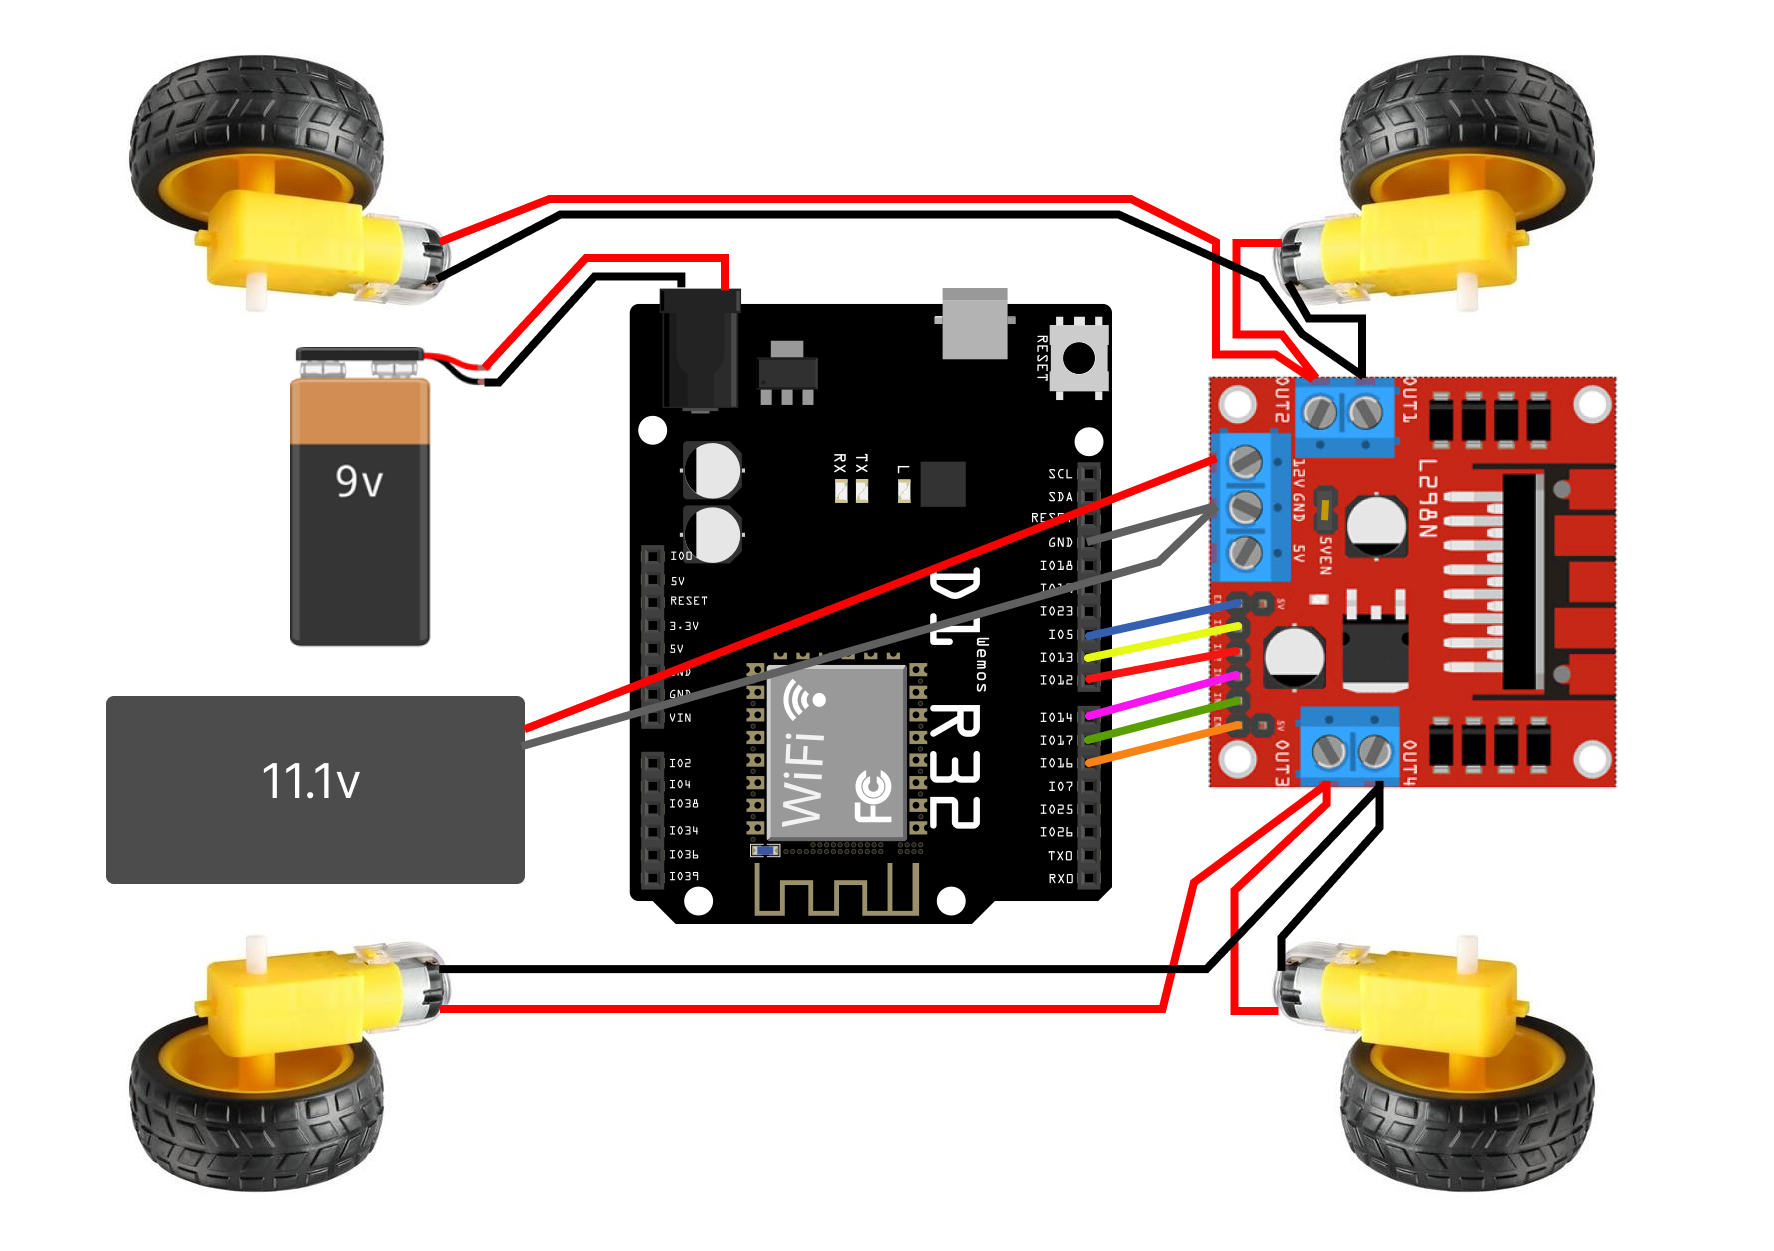 9v
11.1v
RESET
RX
TX
L
SCL
SDA
RESET
GND
IO18
IO23
IO5
IO13
IO12
IO14
IO17
IO16
IO7
IO25
IO26
TXD
RXD
IO0
5V
RESET
3.3V
5V
GND
GND
VIN
IO2
IO4
IO38
IO34
IO36
IO39
D1 R32
Wemos
WiFi
FC
OUT2
OUT1
12V
GND
5V
5VEN
L298N
5V
5V
OUT3
OUT4